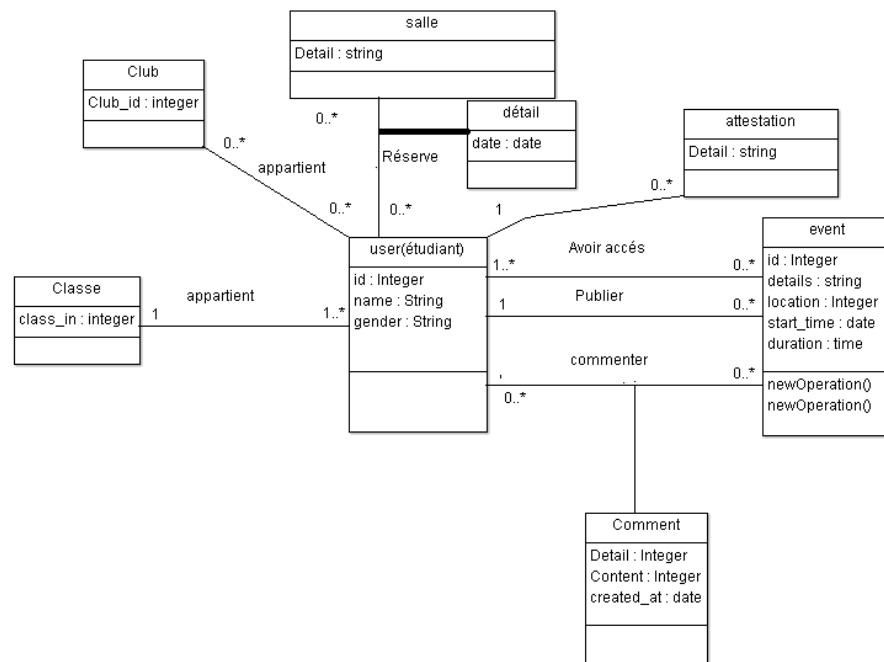 salle
Detail : string
Club
Club_id : integer
0..*
détail
date : date
attestation
Detail : string
0..*
appartient
Réserve
0..*
0..*
0..*
1
user(étudiant)
id : Integer
name : String
gender : String
event
id : Integer
details : string
location : Integer
start_time : date
duration : time
newOperation()
newOperation()
Avoir accés
1..*
0..*
Publier
1
0..*
commenter
0..*
0..*
Classe
class_in : integer
appartient
1
1..*
Comment
Detail : Integer
Content : Integer
created_at : date